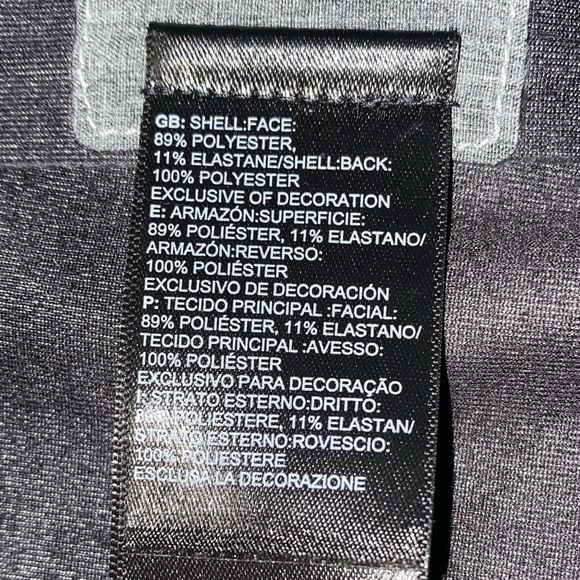 GB: SHELL:FACE:
89% POLYESTER,
11% ELASTANE/SHELL:BACK:
100% POLYESTER
EXCLUSIVE OF DECORATION
E: ARMAZÓN:SUPERFICIE:
89% POLIÉSTER, 11% ELASTANO/
ARMAZÓN:REVERSO:
100% POLIÉSTER
EXCLUSIVO DE DECORACIÓN
P: TECIDO PRINCIPAL :FACIAL:
89% POLIÉSTER, 11% ELASTANO/
TECIDO PRINCIPAL :AVESSO:
100% POLIÉSTER
EXCLUSIVO PARA DECORAÇÃO
STRATO ESTERNO:DRITTO:
POLIESTERE, 11% ELASTAN/
STRATO ESTERNO:ROVESCIO:
100% POLIESTERE
ESCLUSA LA DECORAZIONE